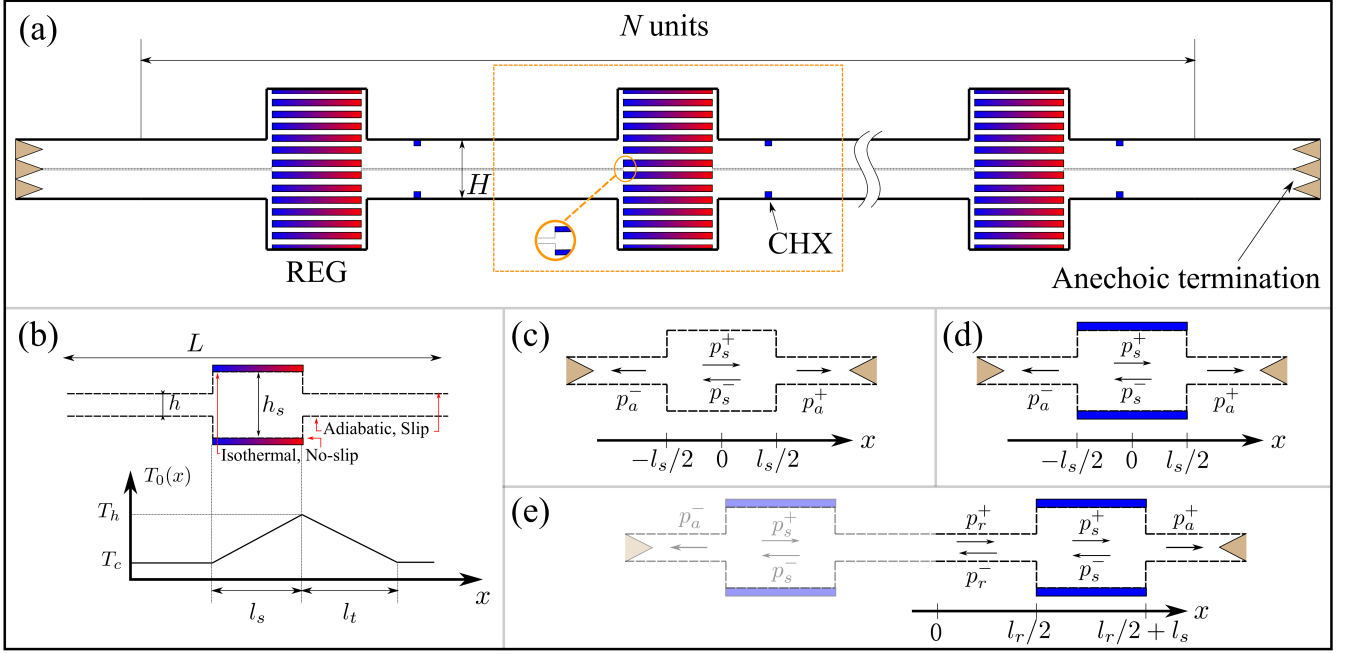 (a)
N units
H
CHX
REG
Anechoic termination
(b)
L
h
h_s
Adiabatic, Slip
Isothermal, No-slip
T_0(x)
T_h
T_c
x
l_s
l_t
(c)
p_s^+
p_s^-
p_a^-
p_a^+
x
-l_s/2
0
l_s/2
(d)
p_s^+
p_s^-
p_a^-
p_a^+
x
-l_s/2
0
l_s/2
(e)
p_a^-
p_s^+
p_s^-
p_r^+
p_r^-
p_s^+
p_s^-
p_a^+
x
0
l_r/2
l_r/2 + l_s